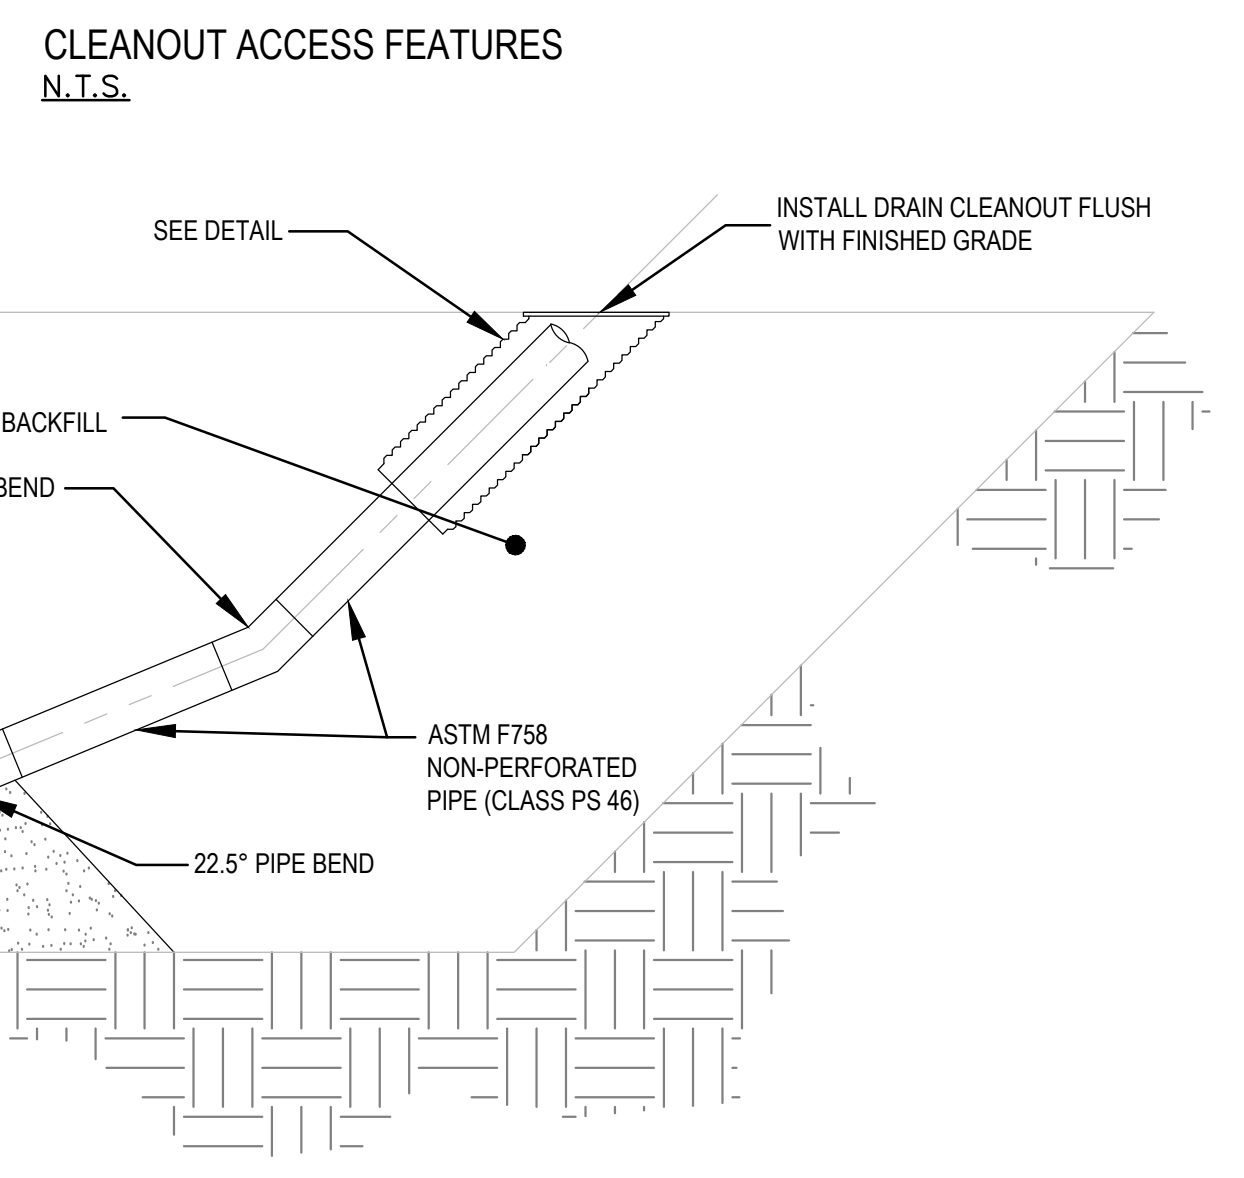 CLEANOUT ACCESS FEATURES
N.T.S.
SEE DETAIL
INSTALL DRAIN CLEANOUT FLUSH
WITH FINISHED GRADE
BACKFILL
BEND
ASTM F758
NON-PERFORATED
PIPE (CLASS PS 46)
22.5° PIPE BEND